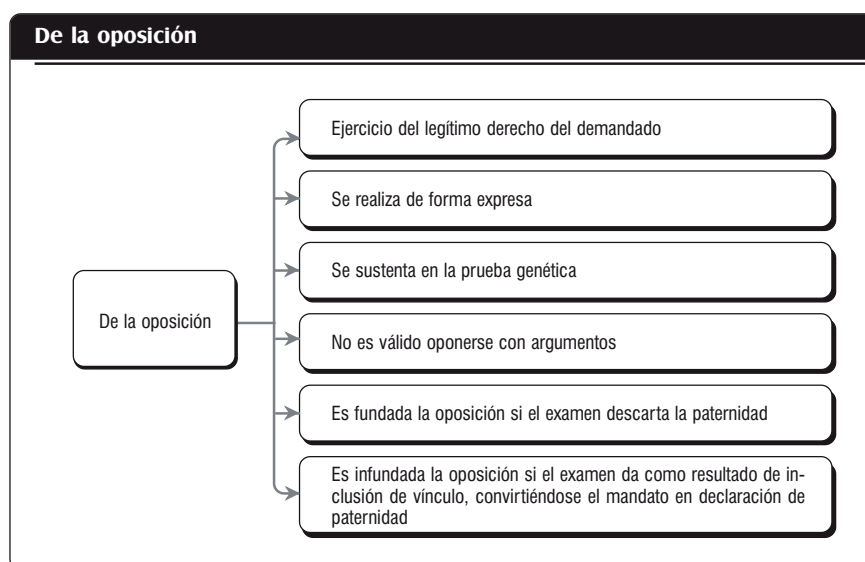 De la oposición
Ejercicio del legítimo derecho del demandado
Se realiza de forma expresa
Se sustenta en la prueba genética
De la oposición
No es válido oponerse con argumentos
Es fundada la oposición si el examen descarta la paternidad
Es infundada la oposición si el examen da como resultado de in-
clusión de vínculo, convirtiéndose el mandato en declaración de
paternidad